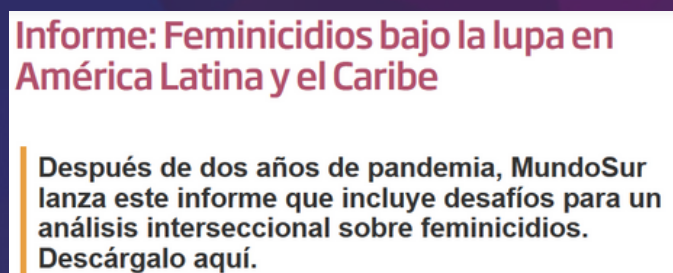 Informe: Feminicidios bajo la lupa en
América Latina y el Caribe
Después de dos años de pandemia, MundoSur
lanza este informe que incluye desafíos para un
análisis interseccional sobre feminicidios.
Descárgalo aquí.